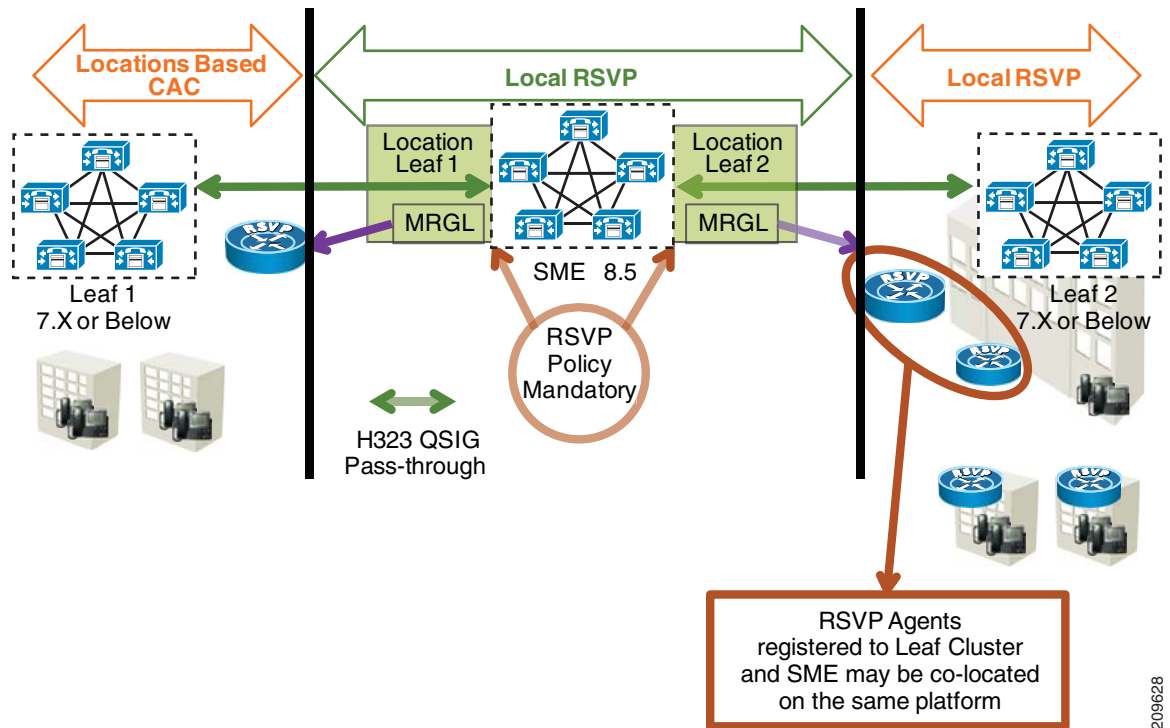 Locations Based
CAC
Local RSVP
Local RSVP
Location
Leaf 1
MRGL
Location
Leaf 2
MRGL
RSVP
SME 8.5
Leaf 1
7.X or Below
Leaf 2
7.X or Below
RSVP
RSVP
RSVP
Policy
Mandatory
H323 QSIG
Pass-through
RSVP
RSVP
RSVP Agents
registered to Leaf Cluster
and SME may be co-located
on the same platform
209628